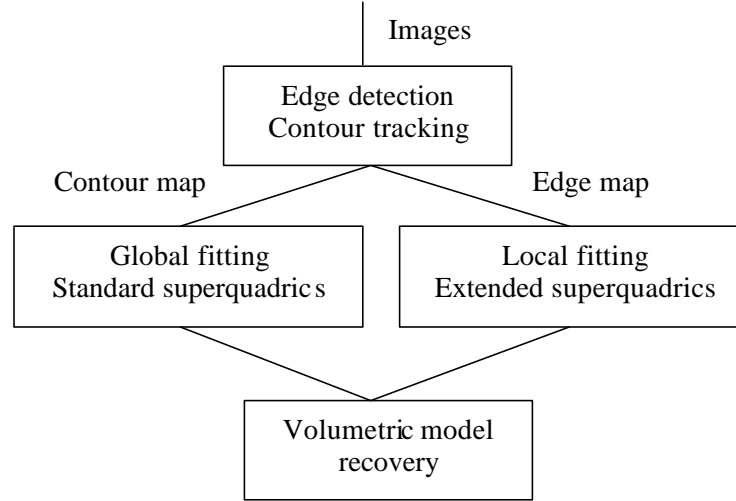 Images
Edge detection
Contour tracking
Contour map
Edge map
Global fitting
Standard superquadrics
Local fitting
Extended superquadrics
Volumetric model
recovery